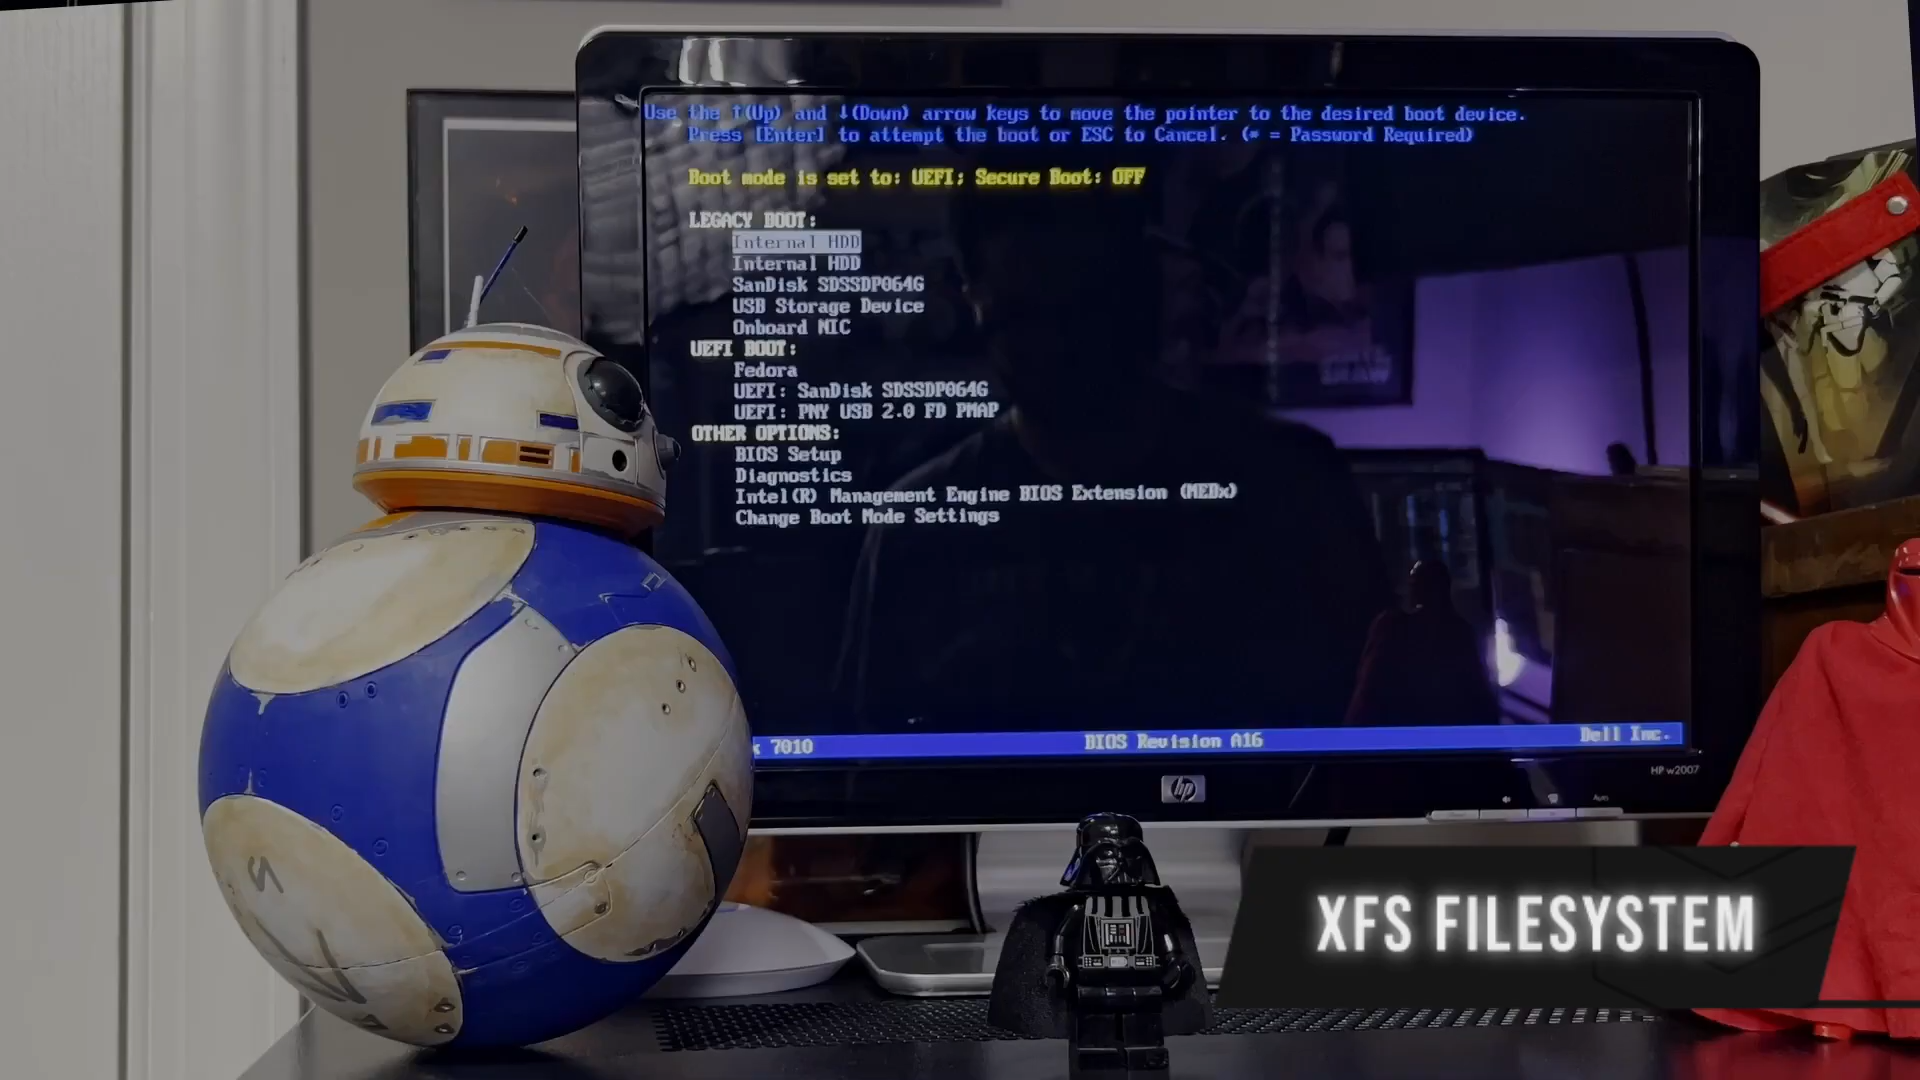 Use the ↑(Up) and ↓(Down) arrow keys to move the pointer to the desired boot device.
Press [Enter] to attempt the boot or ESC to Cancel. (* = Password Required)
Boot mode is set to: UEFI; Secure Boot: OFF
LEGACY BOOT:
Internal HDD
Internal HDD
SanDisk SDSSDP064G
USB Storage Device
Onboard NIC
UEFI BOOT:
Fedora
UEFI: SanDisk SDSSDP064G
UEFI: PNY USB 2.0 FD PMAP
OTHER OPTIONS:
BIOS Setup
Diagnostics
Intel(R) Management Engine BIOS Extension (MEBx)
Change Boot Mode Settings
x 7010 BIOS Revision A16 Dell Inc.
HP w2007
hp
Auto
XFS FILESYSTEM